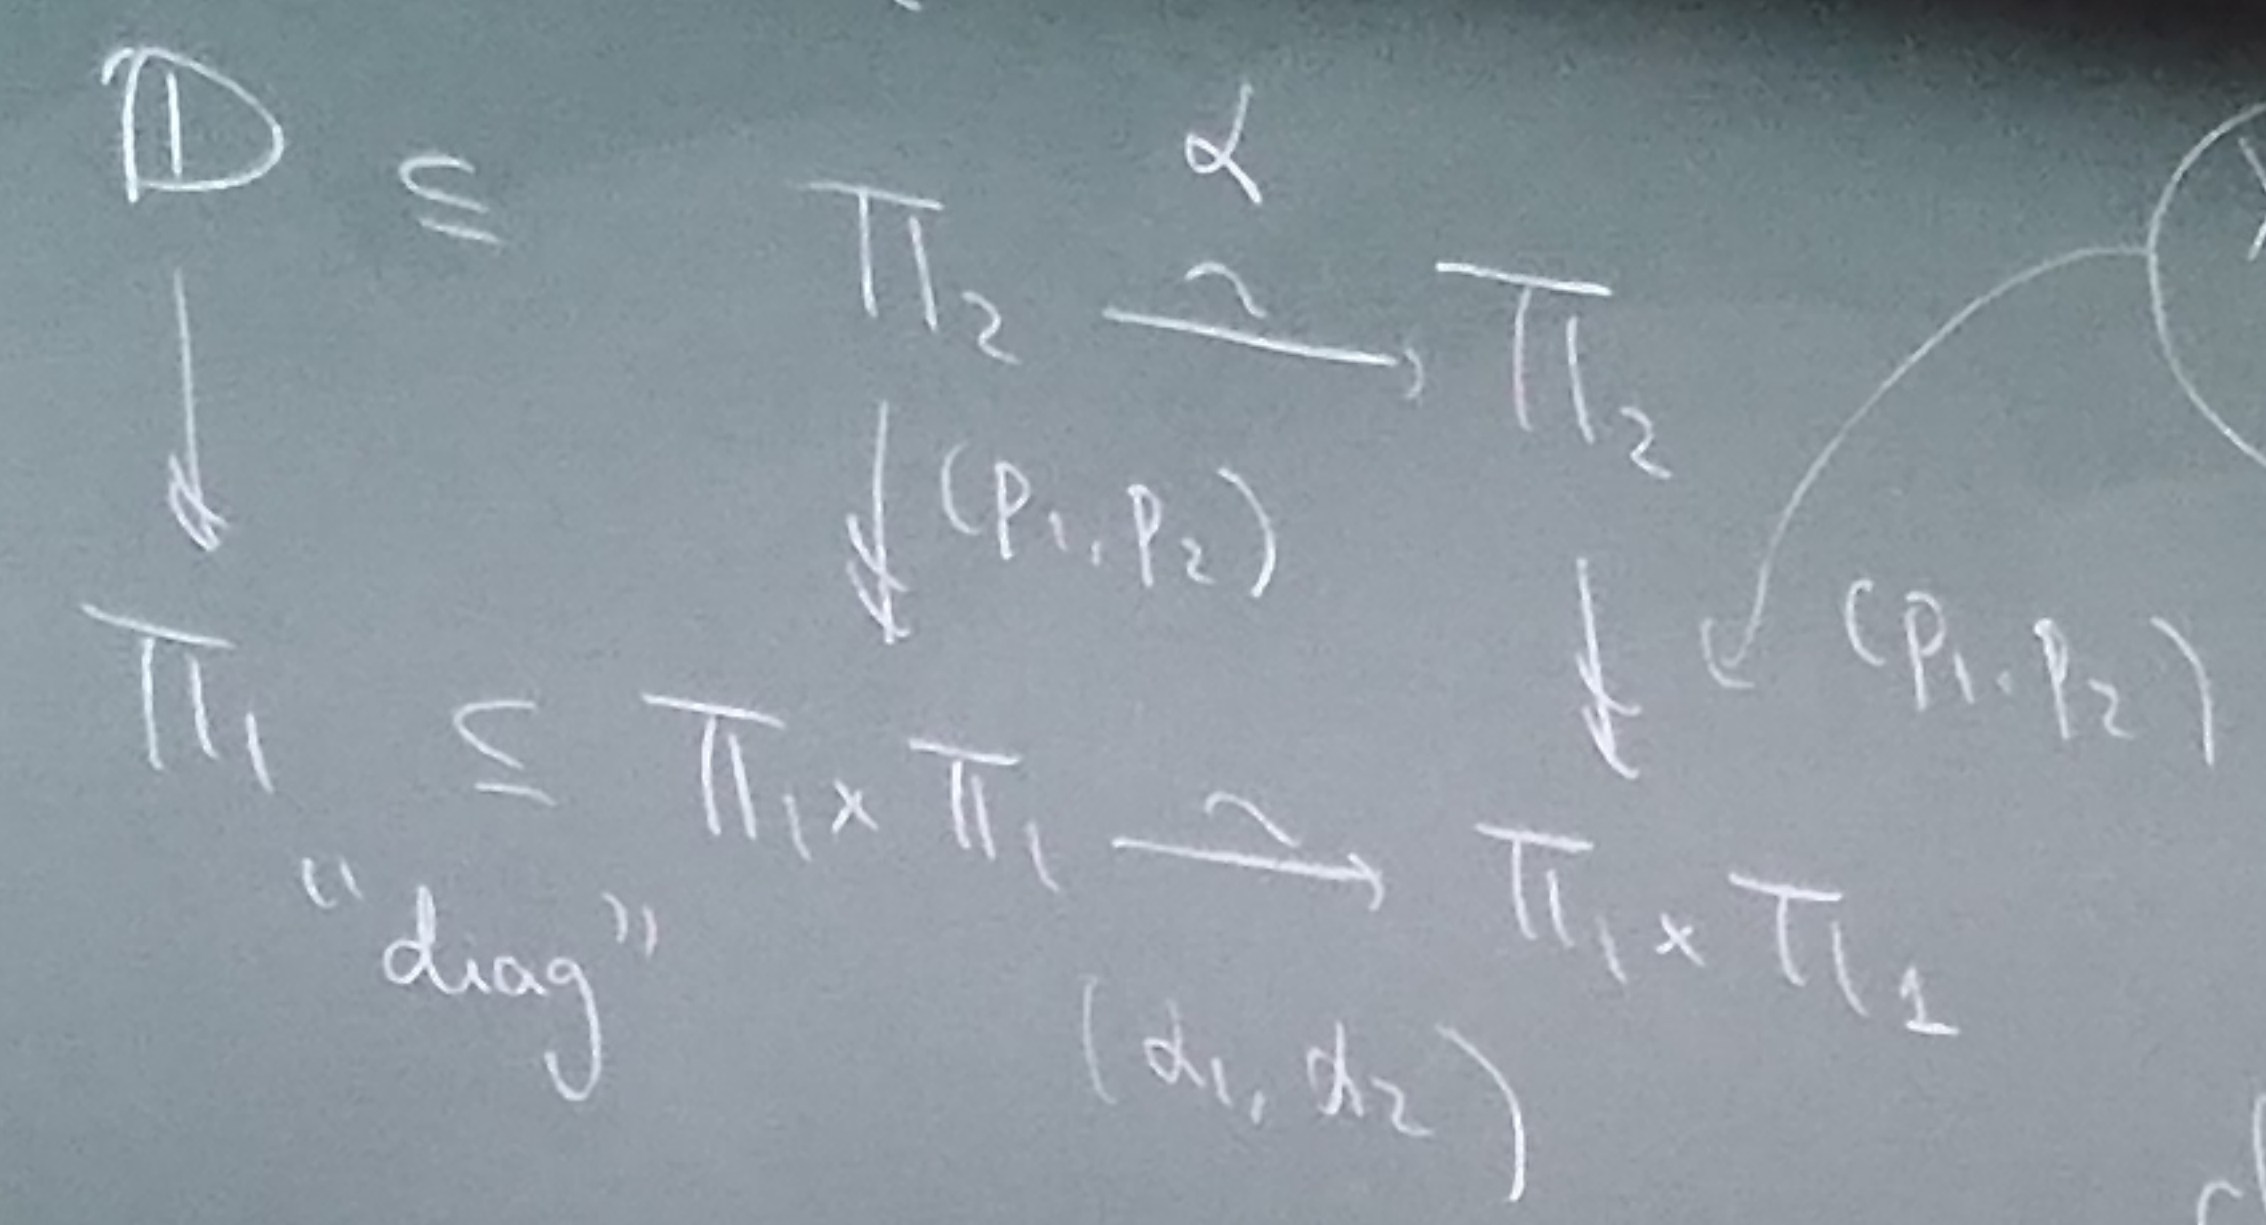 𝔻 ⊆ Π₂ ⥲ Π₂
α
(p₁, p₂) (p₁, p₂)
Π₁ ⊆ Π₁ × Π₁ ⥲ Π₁ × Π₁
"diag" (α₁, α₂)